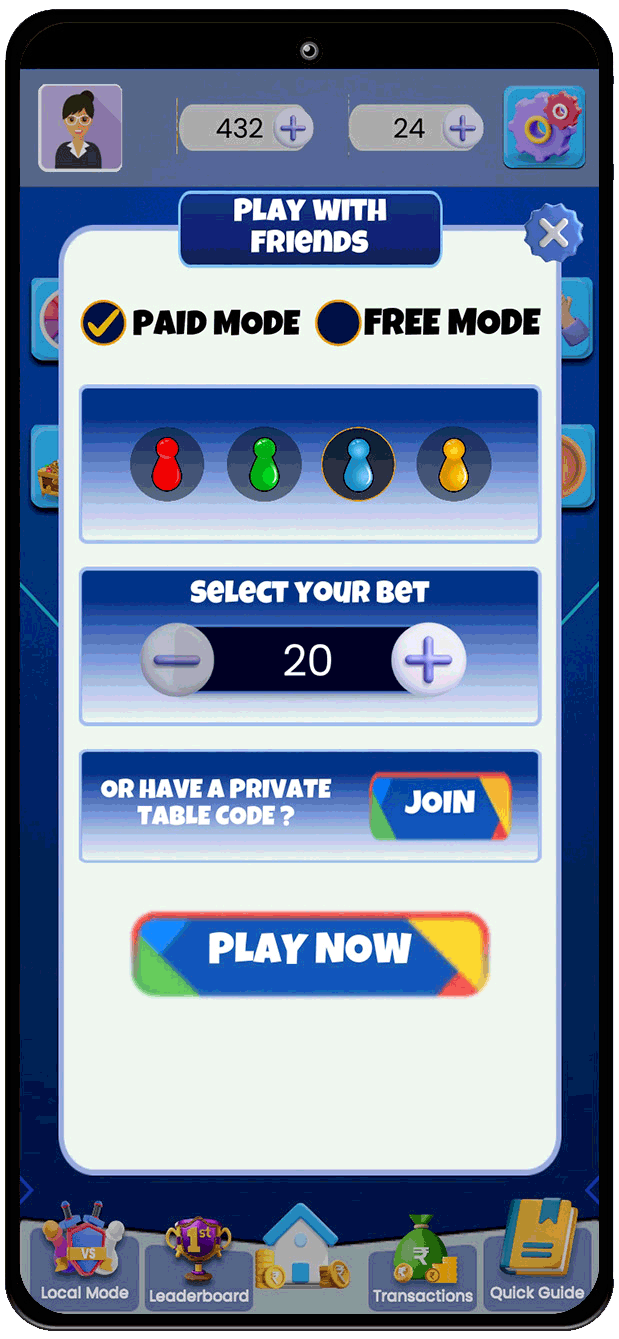 432
24
PLAY WITH
FRIENDS
PAID MODE
FREE MODE
SELECT YOUR BET
20
OR HAVE A PRIVATE
TABLE CODE ?
JOIN
PLAY NOW
VS
1st
₹
₹
₹
₹
Local Mode
Leaderboard
Transactions
Quick Guide